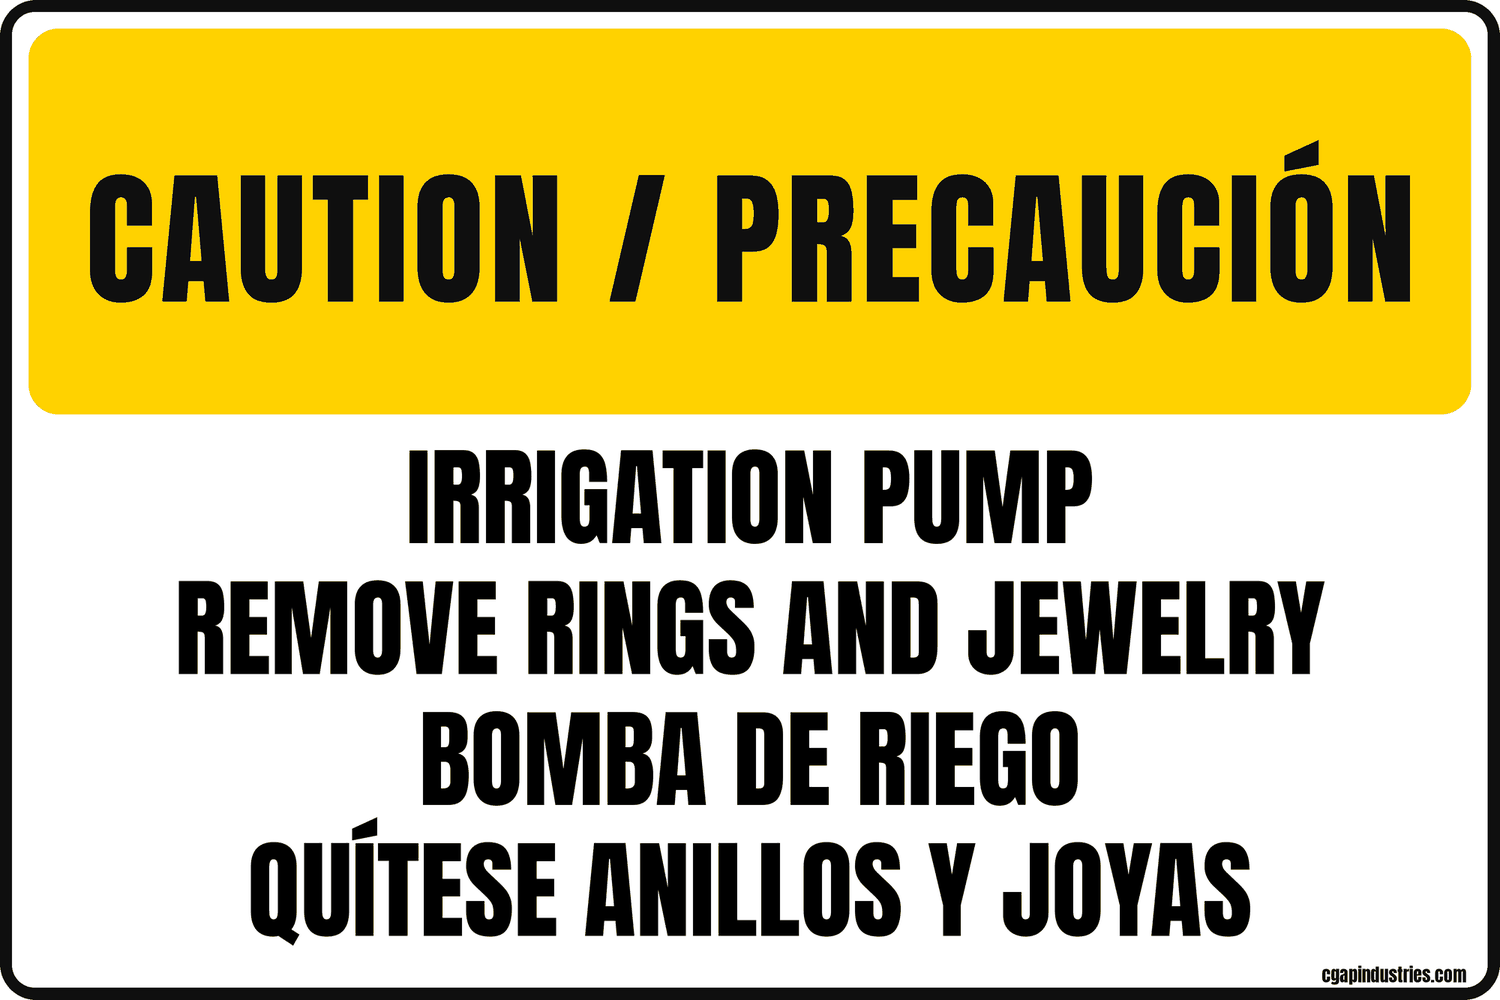 CAUTION / PRECAUCIÓN
IRRIGATION PUMP
REMOVE RINGS AND JEWELRY
BOMBA DE RIEGO
QUÍTESE ANILLOS Y JOYAS
cgapindustries.com